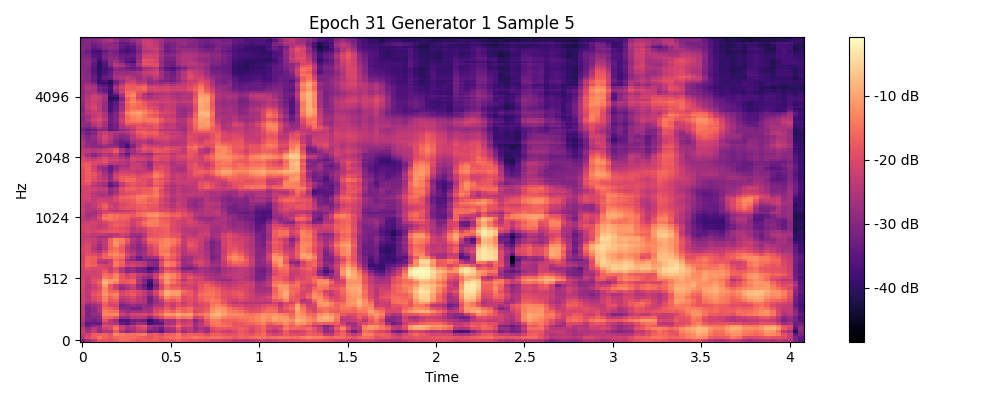 Epoch 31 Generator 1 Sample 5
Hz
4096
2048
1024
512
0
0 0.5 1 1.5 2 2.5 3 3.5 4
Time
-10 dB
-20 dB
-30 dB
-40 dB